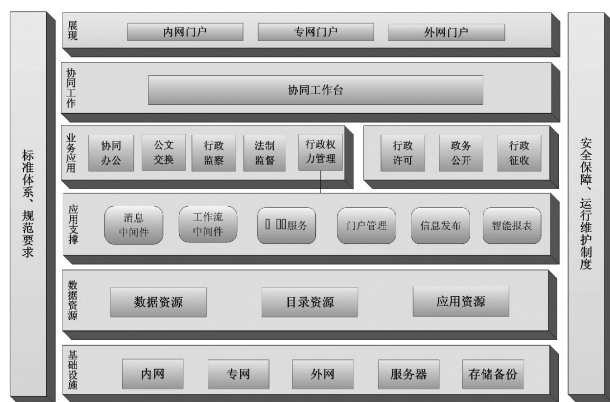 标准体系、规范要求
展现
内网门户
专网门户
外网门户
协同工作
协同工作台
业务应用
协同
办公
公文
交换
行政
监察
法制
监督
行政权
力管理
行政
许可
政务
公开
行政
征收
应用支撑
消息
中间件
工作流
中间件
服务
门户管理
信息发布
智能报表
数据资源
数据资源
目录资源
应用资源
基础设施
内网
专网
外网
服务器
存储备份
安全保障、运行维护制度